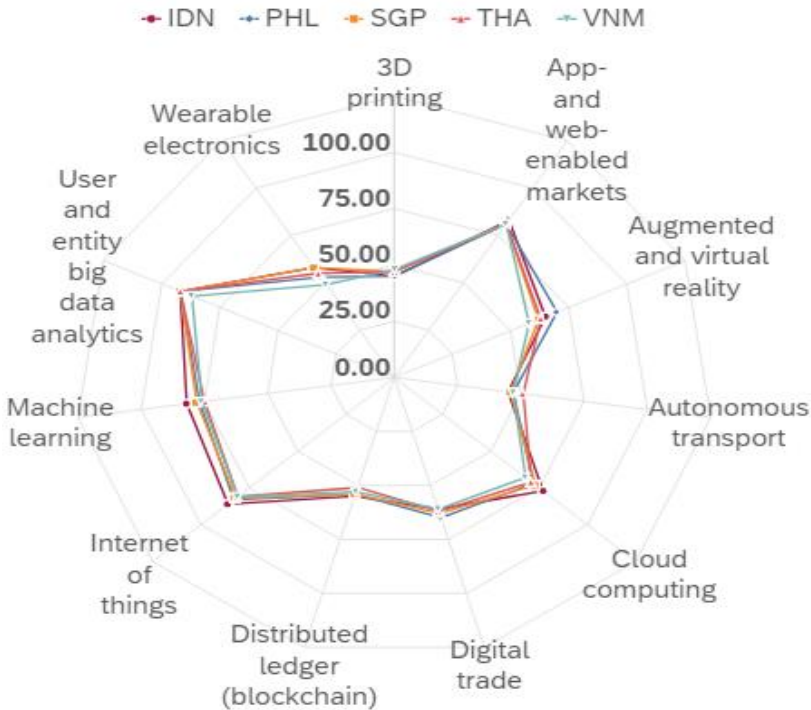 IDN PHL SGP THA VNM
3D
printing
App-
and
web-
enabled
markets
Augmented
and virtual
reality
Autonomous
transport
Cloud
computing
Digital
trade
Distributed
ledger
(blockchain)
Internet
of
things
Machine
learning
User
and
entity
big
data
analytics
Wearable
electronics
100.00
75.00
50.00
25.00
0.00